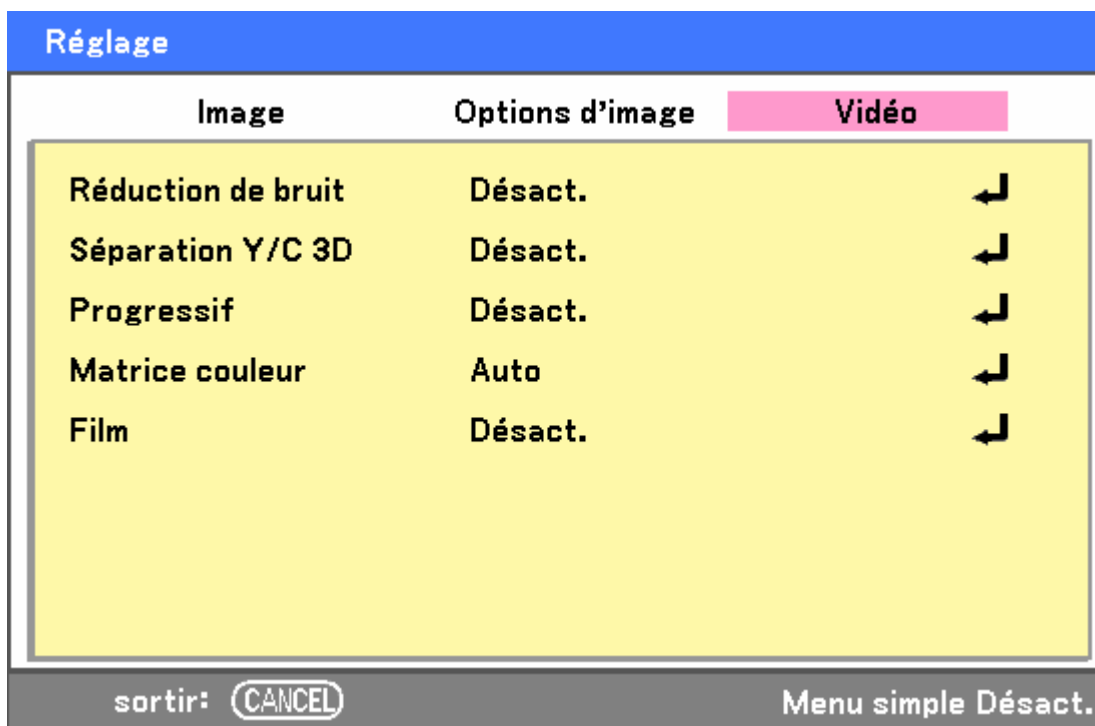 Réglage
Image Options d'image Vidéo
Réduction de bruit Désact.
Séparation Y/C 3D Désact.
Progressif Désact.
Matrice couleur Auto
Film Désact.
sortir: CANCEL Menu simple Désact.